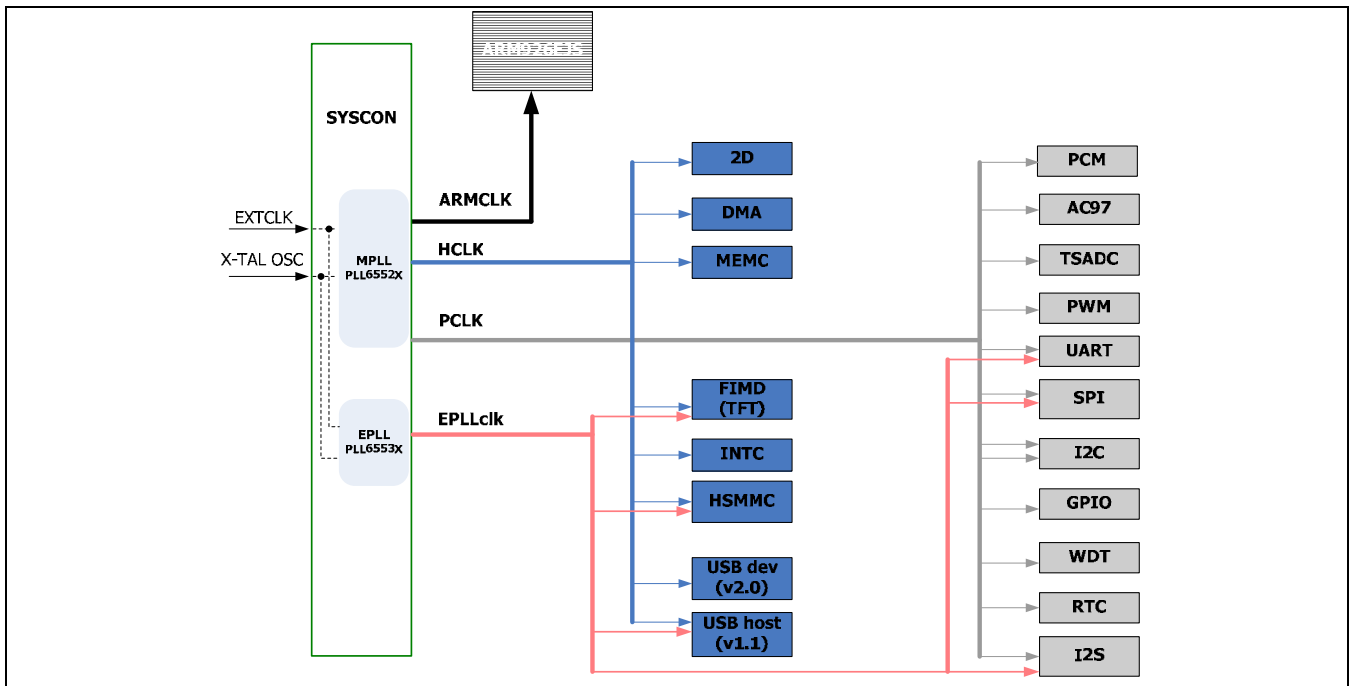 ARM926EJS
SYSCON
ARMCLK
EXTCLK
HCLK
X-TAL OSC
MPLL
PLL6552X
PCLK
EPLLclk
EPLL
PLL6553X
2D
DMA
MEMC
FIMD
(TFT)
INTC
HSMMC
USB dev
(v2.0)
USB host
(v1.1)
PCM
AC97
TSADC
PWM
UART
SPI
I2C
GPIO
WDT
RTC
I2S